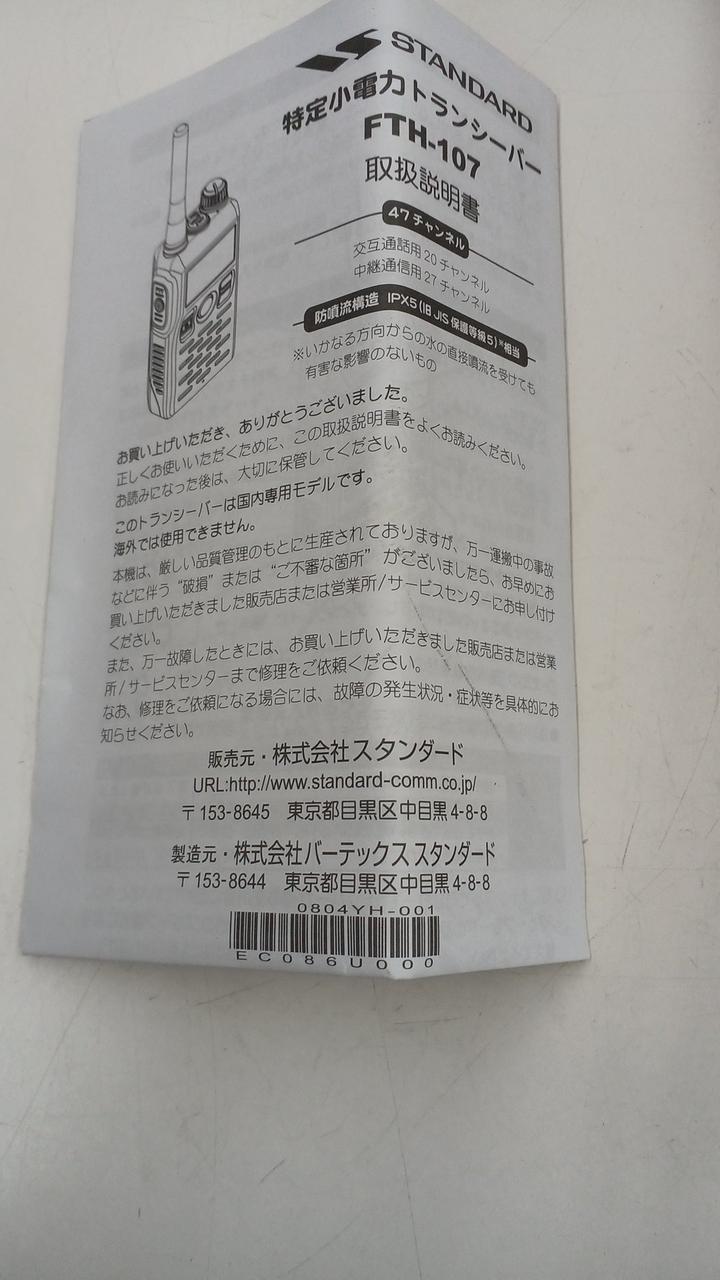 STANDARD
特定小電力トランシーバー
FTH-107
取扱説明書
47チャンネル
交互通話用20チャンネル
中継通信用27チャンネル
防噴流構造 IPX5(旧JIS保護等級5)※相当
※いかなる方向からの水の直接噴流を受けても
有害な影響のないもの
お買い上げいただき、ありがとうございました。
正しくお使いいただくために、この取扱説明書をよくお読みください。
お読みになった後は、大切に保管してください。
このトランシーバーは国内専用モデルです。
海外では使用できません。
本機は、厳しい品質管理のもとに生産されておりますが、万一運搬中の事故
などに伴う“破損”または“ご不審な箇所”がございましたら、お早めにお
買い上げいただきました販売店または営業所/サービスセンターにお申し付け
ください。
また、万一故障したときには、お買い上げいただきました販売店または営業
所/サービスセンターまで修理をご依頼ください。
なお、修理をご依頼になる場合には、故障の発生状況・症状等を具体的にお
知らせください。
販売元・株式会社スタンダード
URL:http://www.standard-comm.co.jp/
〒153-8645 東京都目黒区中目黒4-8-8
製造元・株式会社バーテックス スタンダード
〒153-8644 東京都目黒区中目黒4-8-8
0804YH-001
EC086U000